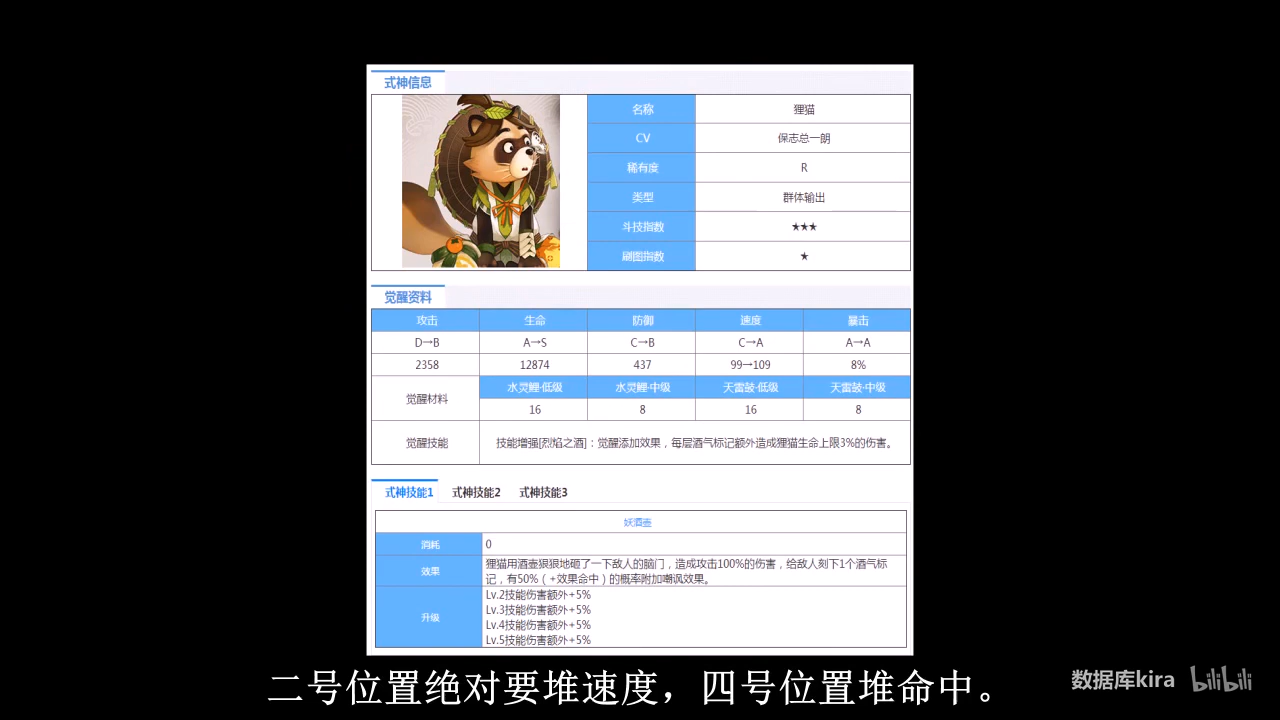 式神信息
名称 狸猫
CV 保志总一朗
稀有度 R
类型 群体输出
斗技指数 ★★★
刷图指数 ★
觉醒资料
攻击 生命 防御 速度 暴击
D→B A→S C→B C→A A→A
2358 12874 437 99→109 8%
觉醒材料 水灵鲤·低级 水灵鲤·中级 天雷鼓·低级 天雷鼓·中级
16 8 16 8
觉醒技能 技能增强[烈焰之酒]：觉醒添加效果，每层酒气标记额外造成狸猫生命上限3%的伤害。
式神技能1 式神技能2 式神技能3
妖酒壶
消耗 0
效果 狸猫用酒壶狠狠地砸了一下敌人的脑门，造成攻击100%的伤害，给敌人刻下1个酒气标
记，有50%（+效果命中）的概率附加嘲讽效果。
升级 Lv.2技能伤害额外+5%
Lv.3技能伤害额外+5%
Lv.4技能伤害额外+5%
Lv.5技能伤害额外+5%
二号位置绝对要堆速度，四号位置堆命中。
数据库kira bilibili